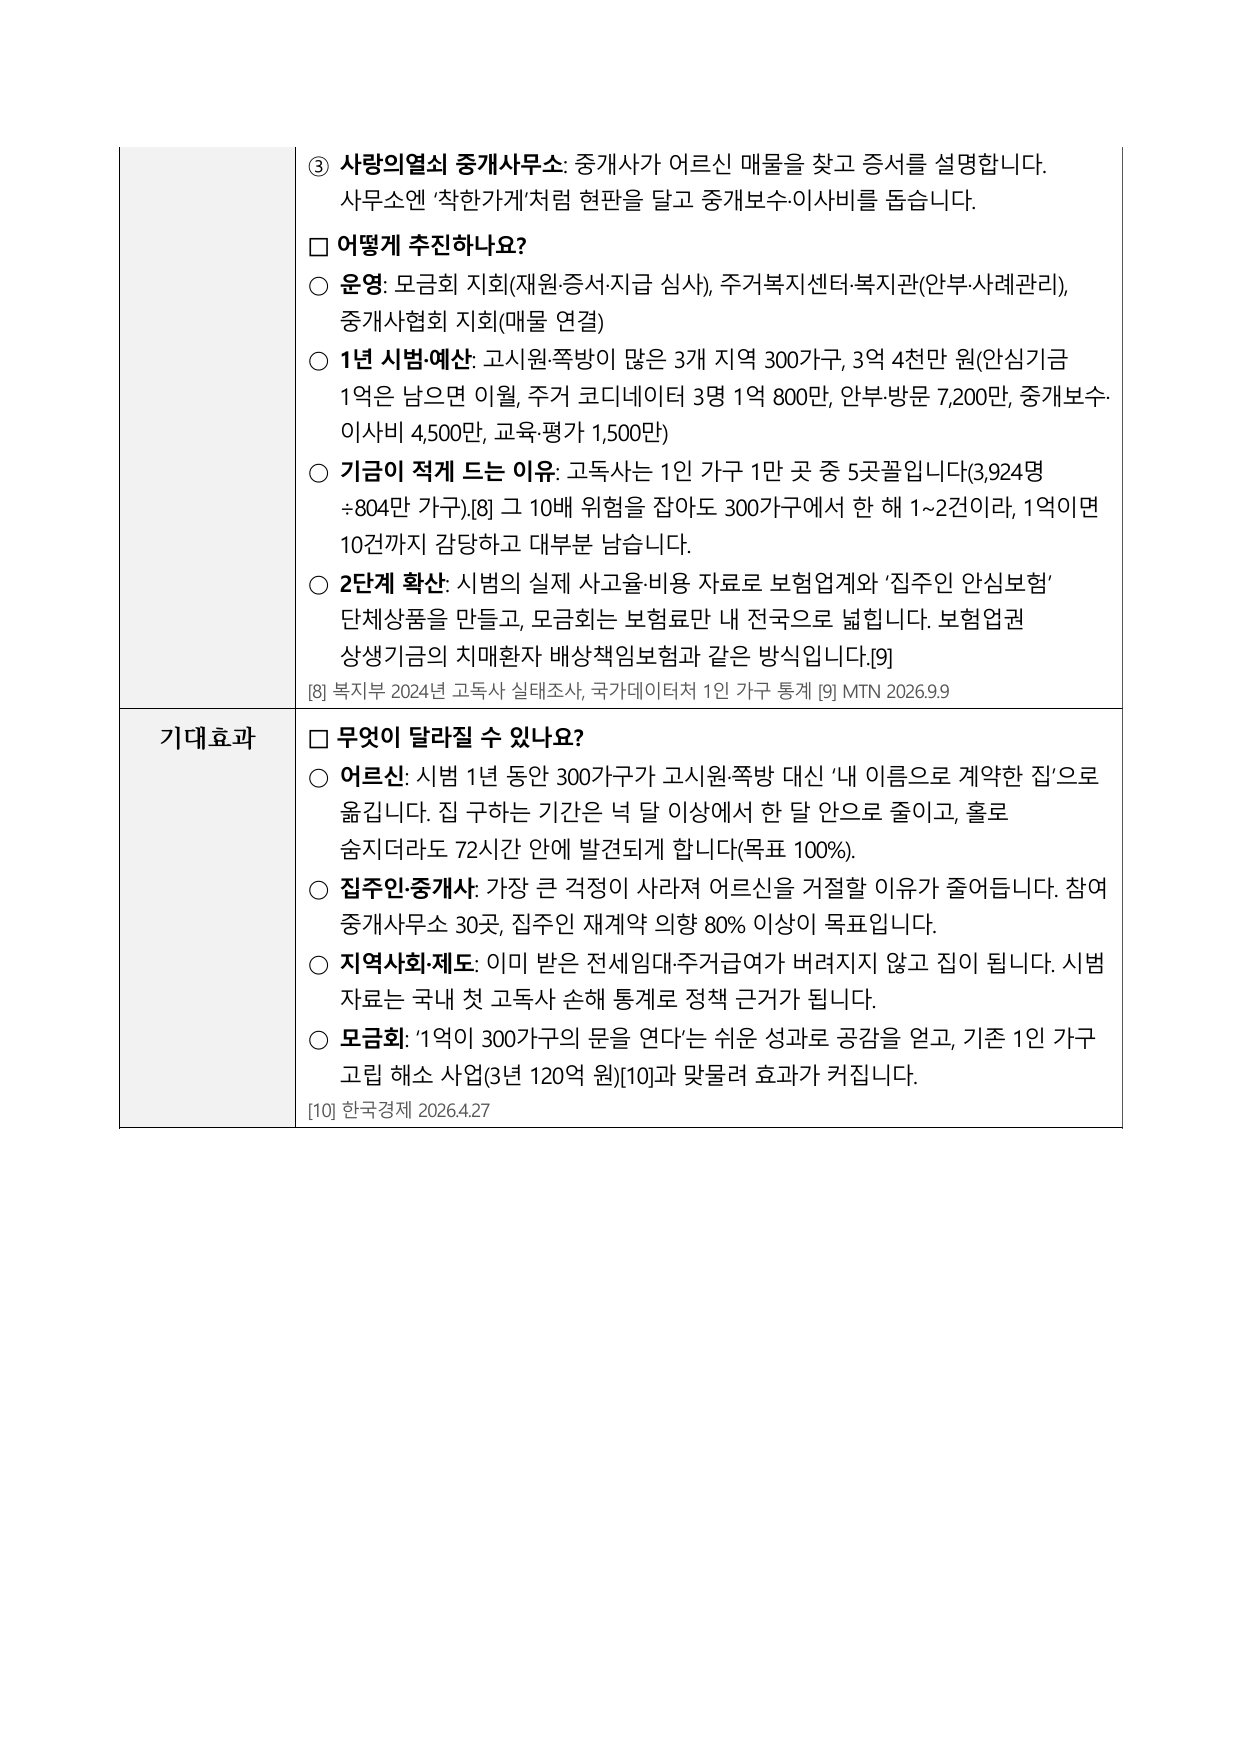 ③ 사랑의열쇠 중개사무소: 중개사가 어르신 매물을 찾고 증서를 설명합니다.
사무소엔 ‘착한가게’처럼 현판을 달고 중개보수·이사비를 돕습니다.
□ 어떻게 추진하나요?
○ 운영: 모금회 지회(재원·증서·지급 심사), 주거복지센터·복지관(안부·사례관리),
중개사협회 지회(매물 연결)
○ 1년 시범·예산: 고시원·쪽방이 많은 3개 지역 300가구, 3억 4천만 원(안심기금
1억은 남으면 이월, 주거 코디네이터 3명 1억 800만, 안부·방문 7,200만, 중개보수·
이사비 4,500만, 교육·평가 1,500만)
○ 기금이 적게 드는 이유: 고독사는 1인 가구 1만 곳 중 5곳꼴입니다(3,924명
÷804만 가구).[8] 그 10배 위험을 잡아도 300가구에서 한 해 1~2건이라, 1억이면
10건까지 감당하고 대부분 남습니다.
○ 2단계 확산: 시범의 실제 사고율·비용 자료로 보험업계와 ‘집주인 안심보험’
단체상품을 만들고, 모금회는 보험료만 내 전국으로 넓힙니다. 보험업권
상생기금의 치매환자 배상책임보험과 같은 방식입니다.[9]
[8] 복지부 2024년 고독사 실태조사, 국가데이터처 1인 가구 통계 [9] MTN 2026.9.9
기대효과
□ 무엇이 달라질 수 있나요?
○ 어르신: 시범 1년 동안 300가구가 고시원·쪽방 대신 ‘내 이름으로 계약한 집’으로
옮깁니다. 집 구하는 기간은 넉 달 이상에서 한 달 안으로 줄이고, 홀로
숨지더라도 72시간 안에 발견되게 합니다(목표 100%).
○ 집주인·중개사: 가장 큰 걱정이 사라져 어르신을 거절할 이유가 줄어듭니다. 참여
중개사무소 30곳, 집주인 재계약 의향 80% 이상이 목표입니다.
○ 지역사회·제도: 이미 받은 전세임대·주거급여가 버려지지 않고 집이 됩니다. 시범
자료는 국내 첫 고독사 손해 통계로 정책 근거가 됩니다.
○ 모금회: ‘1억이 300가구의 문을 연다’는 쉬운 성과로 공감을 얻고, 기존 1인 가구
고립 해소 사업(3년 120억 원)[10]과 맞물려 효과가 커집니다.
[10] 한국경제 2026.4.27